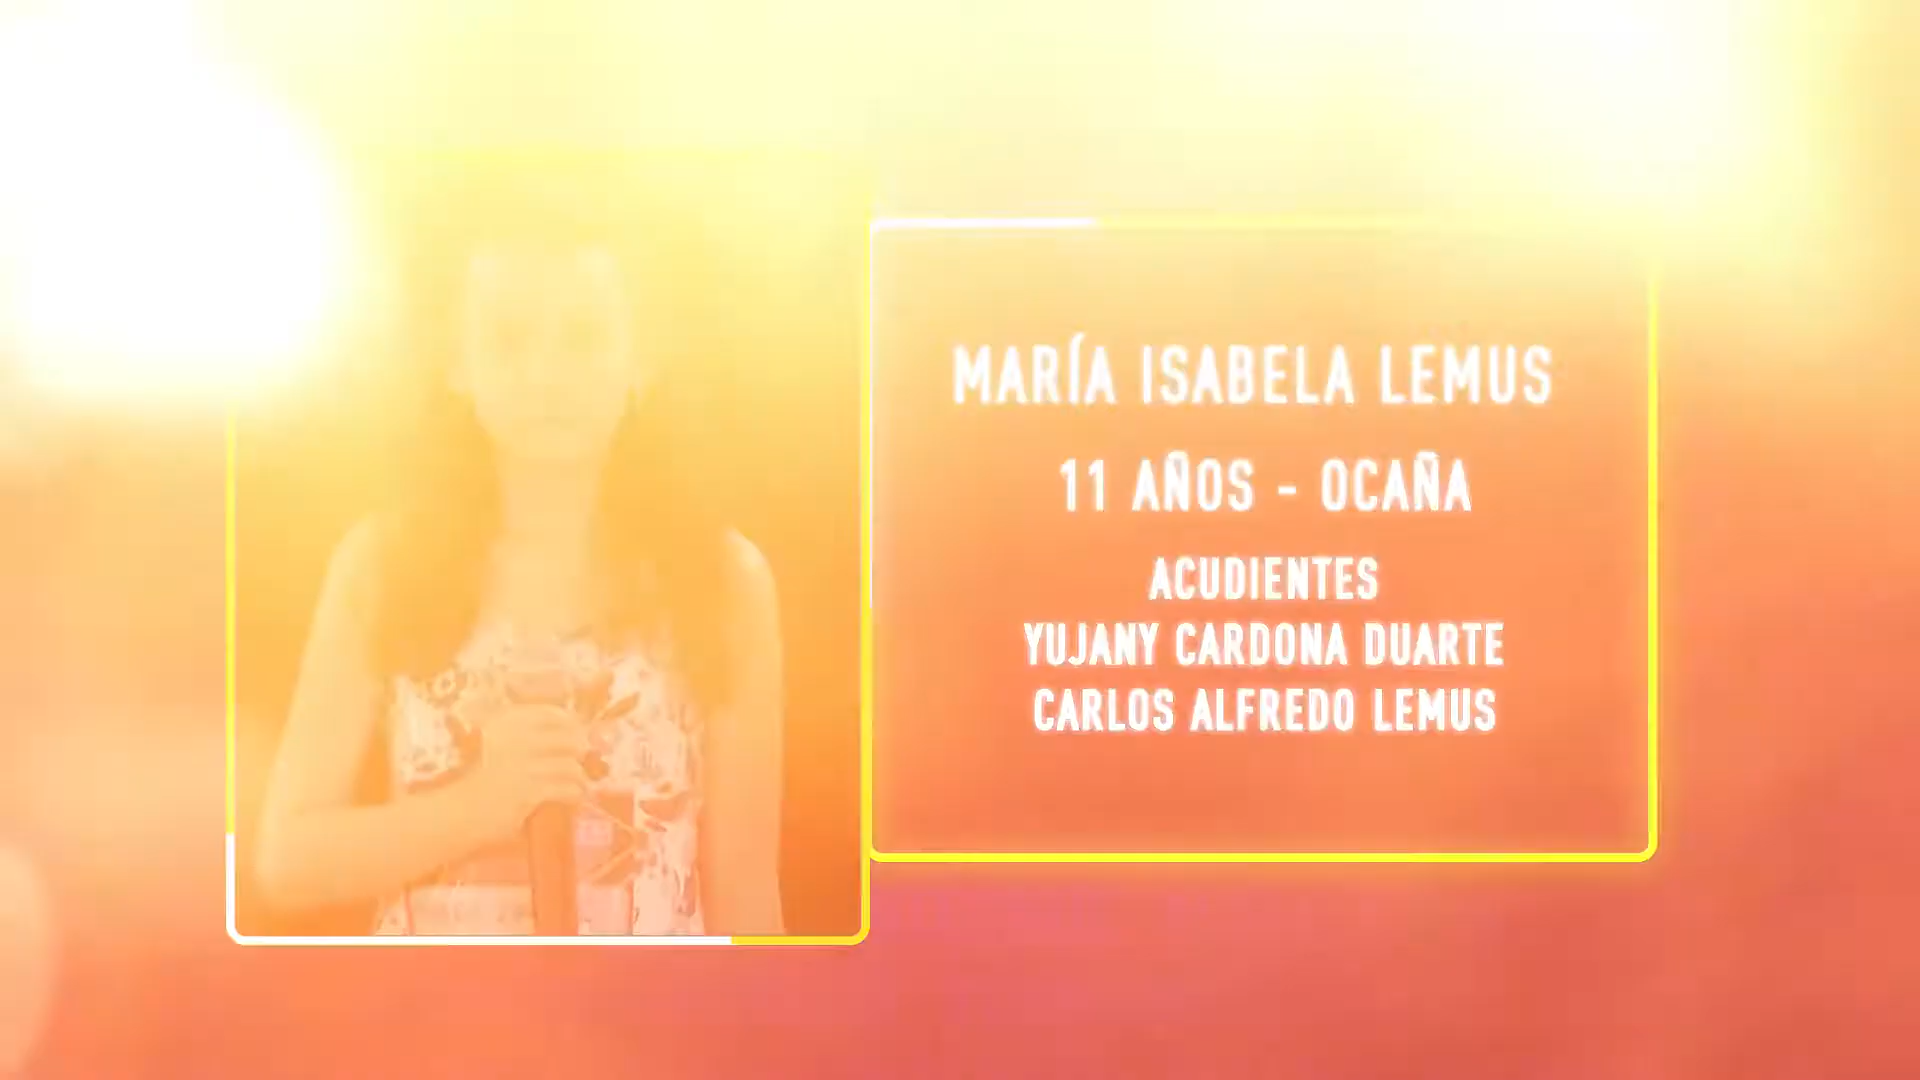 MARÍA ISABELA LEMUS
11 AÑOS - OCAÑA
ACUDIENTES
YUJANY CARDONA DUARTE
CARLOS ALFREDO LEMUS